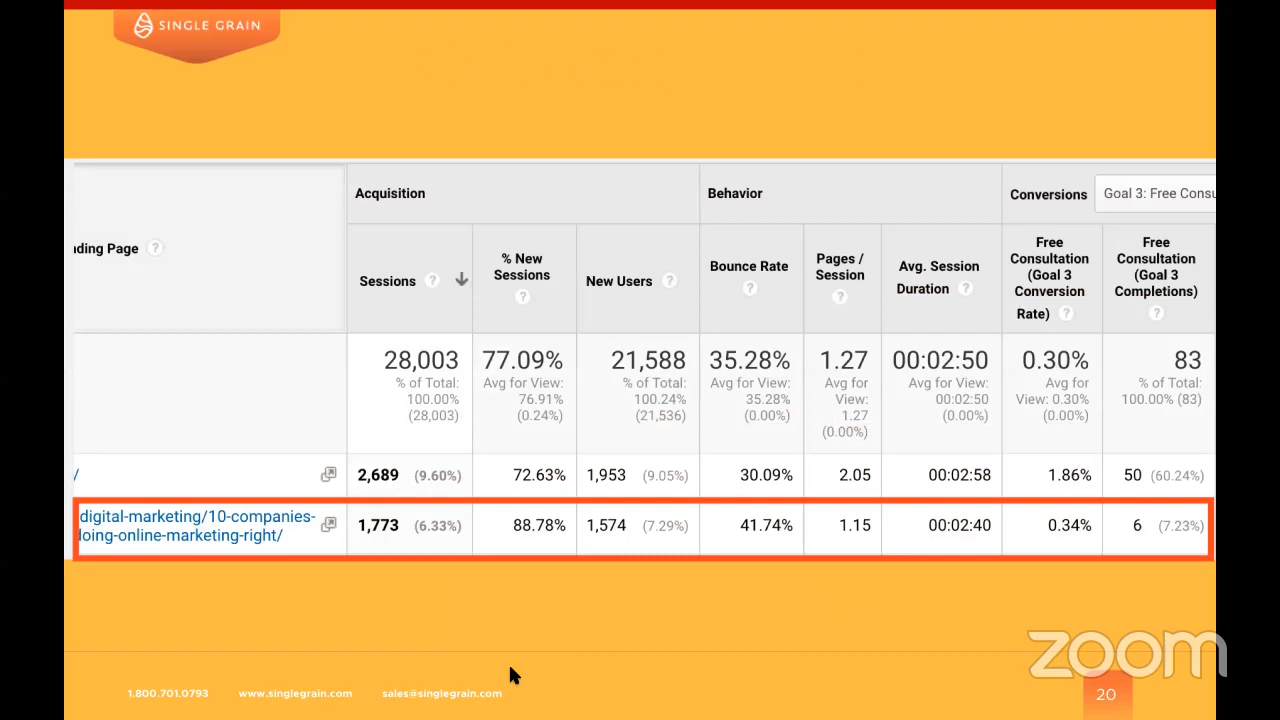 SINGLE GRAIN
Acquisition
Behavior
Conversions
Goal 3: Free Consu
nding Page ?
Sessions ?
% New
Sessions
?
New Users ?
Bounce Rate
?
Pages /
Session
?
Avg. Session
Duration ?
Free
Consultation
(Goal 3
Conversion
Rate) ?
Free
Consultation
(Goal 3
Completions)
?
28,003
% of Total:
100.00%
(28,003)
77.09%
Avg for View:
76.91%
(0.24%)
21,588
% of Total:
100.24%
(21,536)
35.28%
Avg for View:
35.28%
(0.00%)
1.27
Avg for
View:
1.27
(0.00%)
00:02:50
Avg for View:
00:02:50
(0.00%)
0.30%
Avg for
View: 0.30%
(0.00%)
83
% of Total:
100.00% (83)
/ 2,689 (9.60%) 72.63% 1,953 (9.05%) 30.09% 2.05 00:02:58 1.86% 50 (60.24%)
digital-marketing/10-companies-
doing-online-marketing-right/
1,773 (6.33%) 88.78% 1,574 (7.29%) 41.74% 1.15 00:02:40 0.34% 6 (7.23%)
zoom
1.800.701.0793 www.singlegrain.com sales@singlegrain.com 20